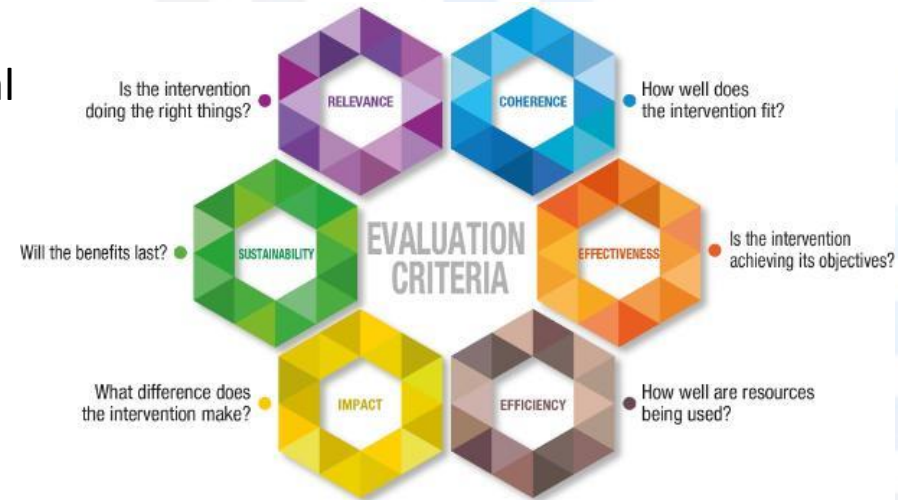 Is the intervention
doing the right things?
RELEVANCE
COHERENCE
How well does
the intervention fit?
Will the benefits last?
SUSTAINABILITY
EVALUATION
CRITERIA
EFFECTIVENESS
Is the intervention
achieving its objectives?
What difference does
the intervention make?
IMPACT
EFFICIENCY
How well are resources
being used?